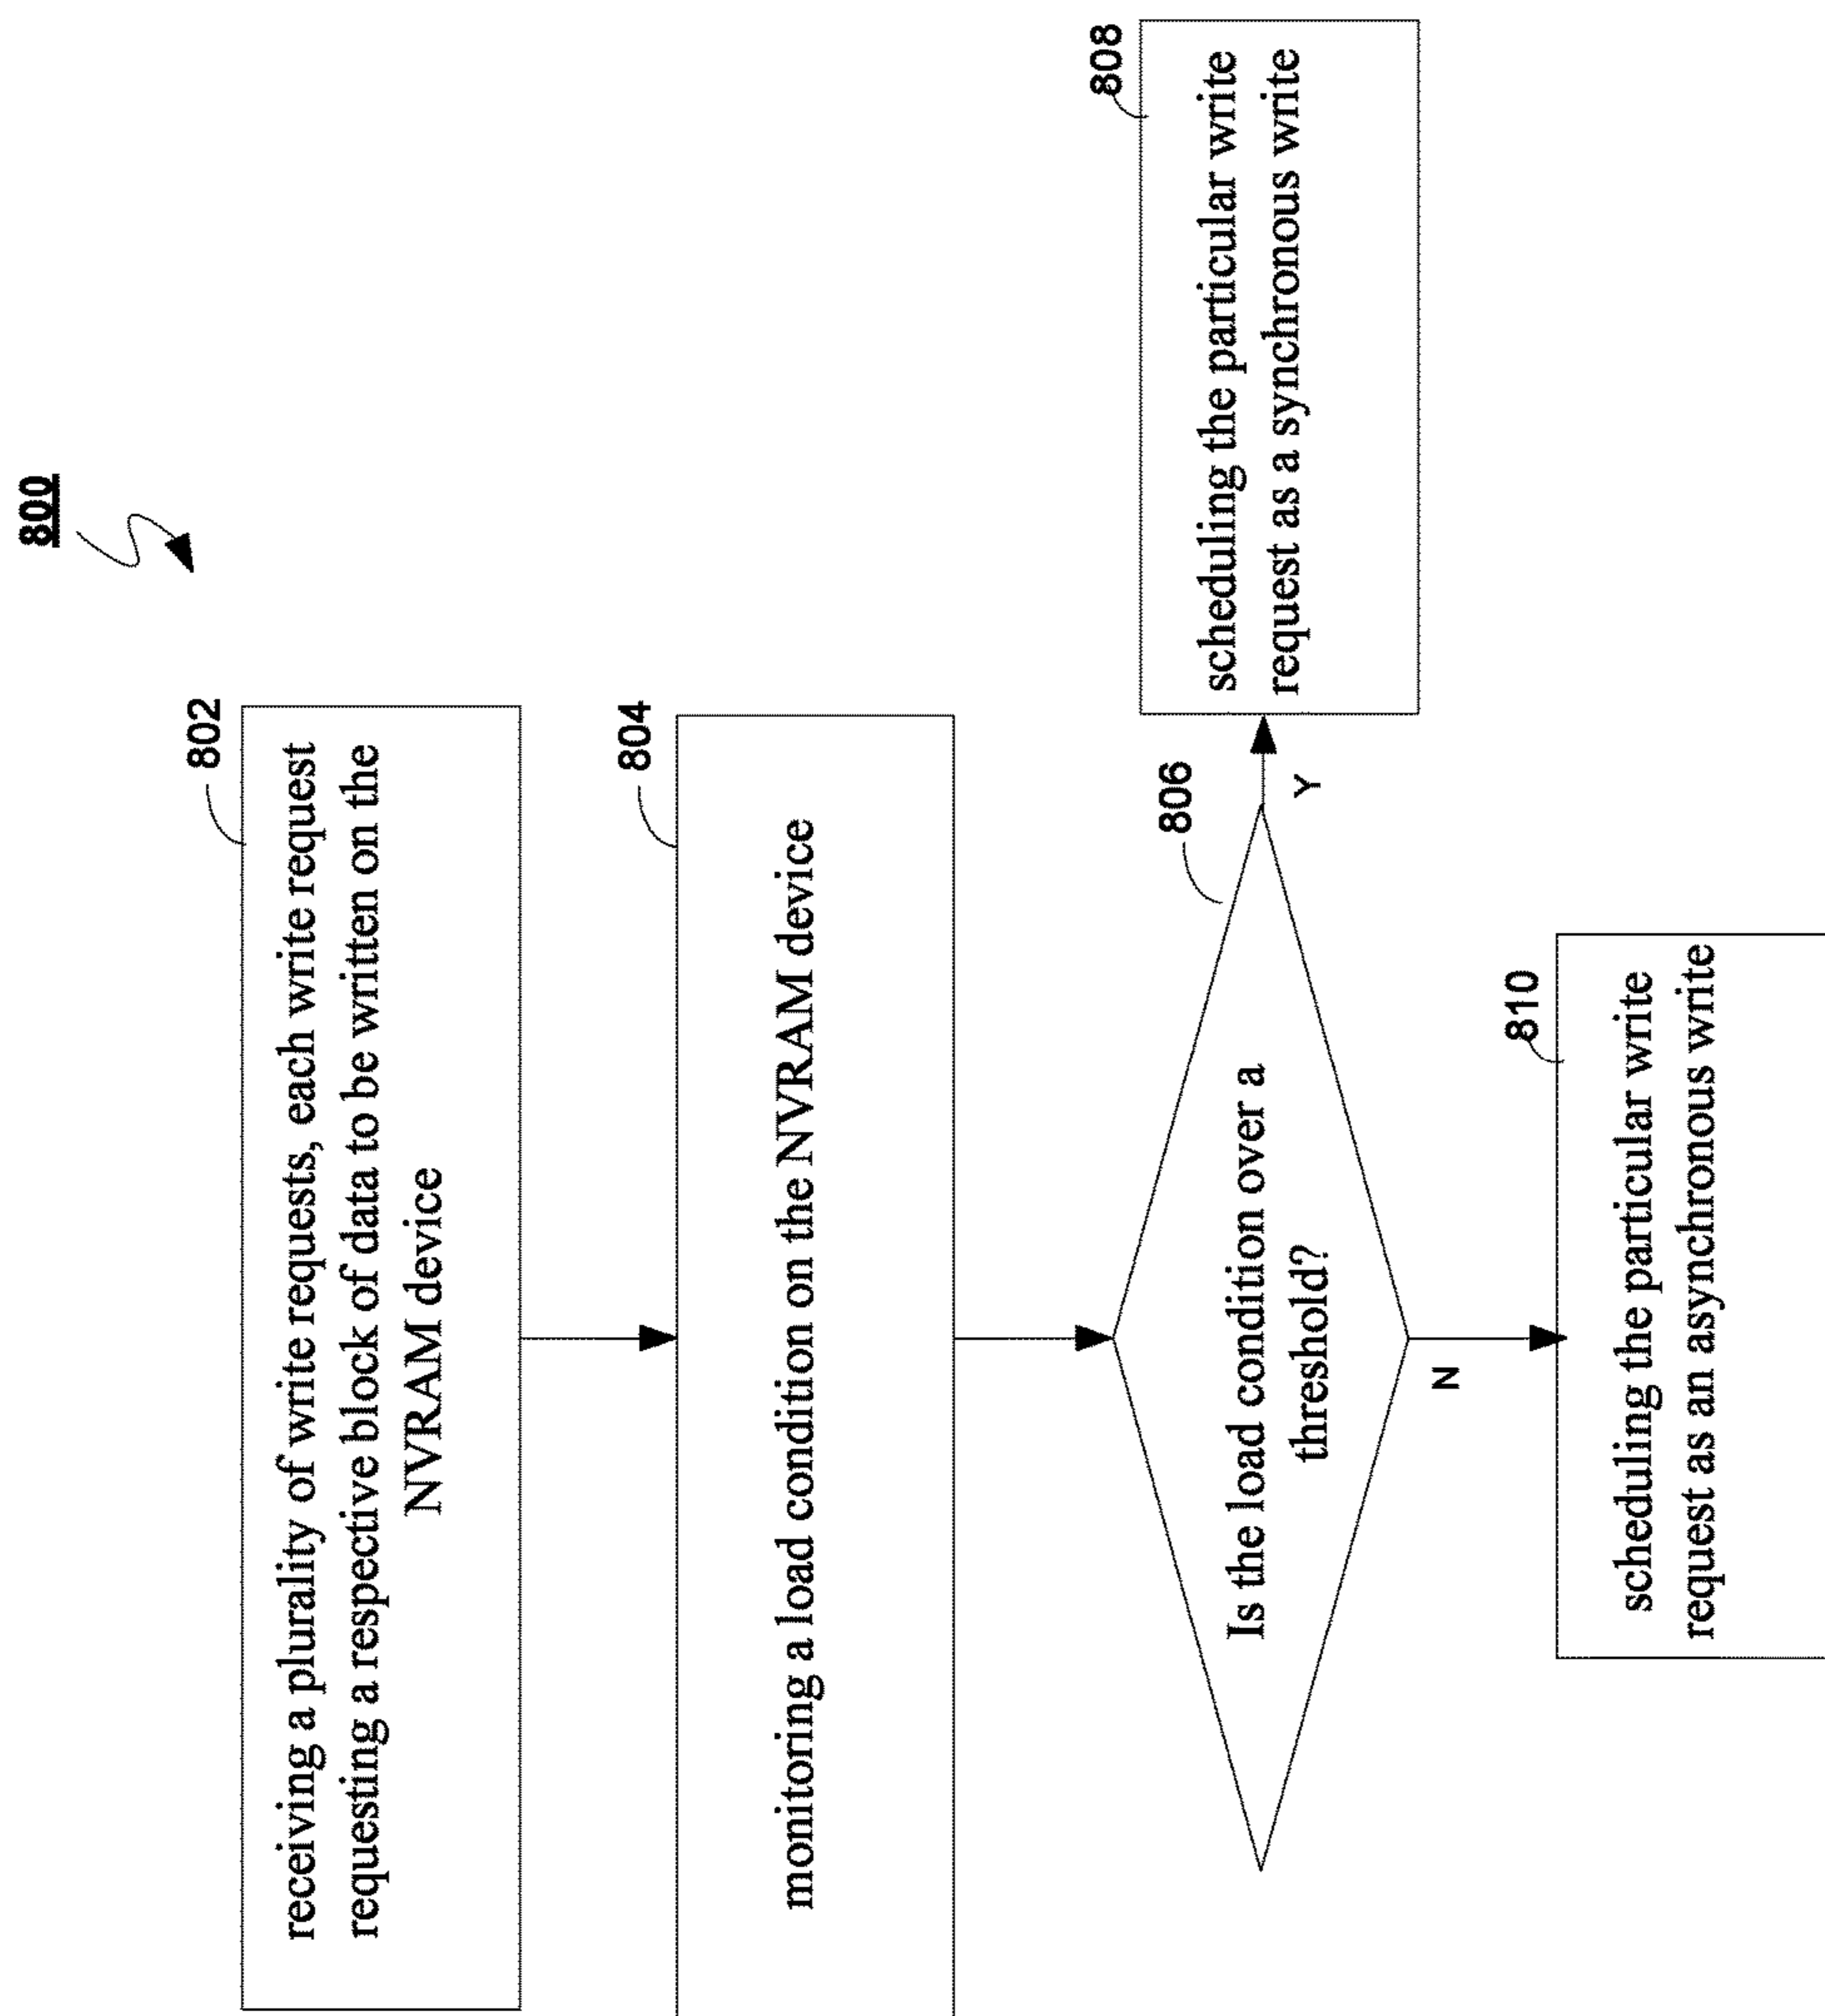 800
802
receiving a plurality of write requests, each write request
requesting a respective block of data to be written on the
NVRAM device
804
monitoring a load condition on the NVRAM device
806
Is the load condition over a
threshold?
Y
808
scheduling the particular write
request as a synchronous write
N
810
scheduling the particular write
request as an asynchronous write